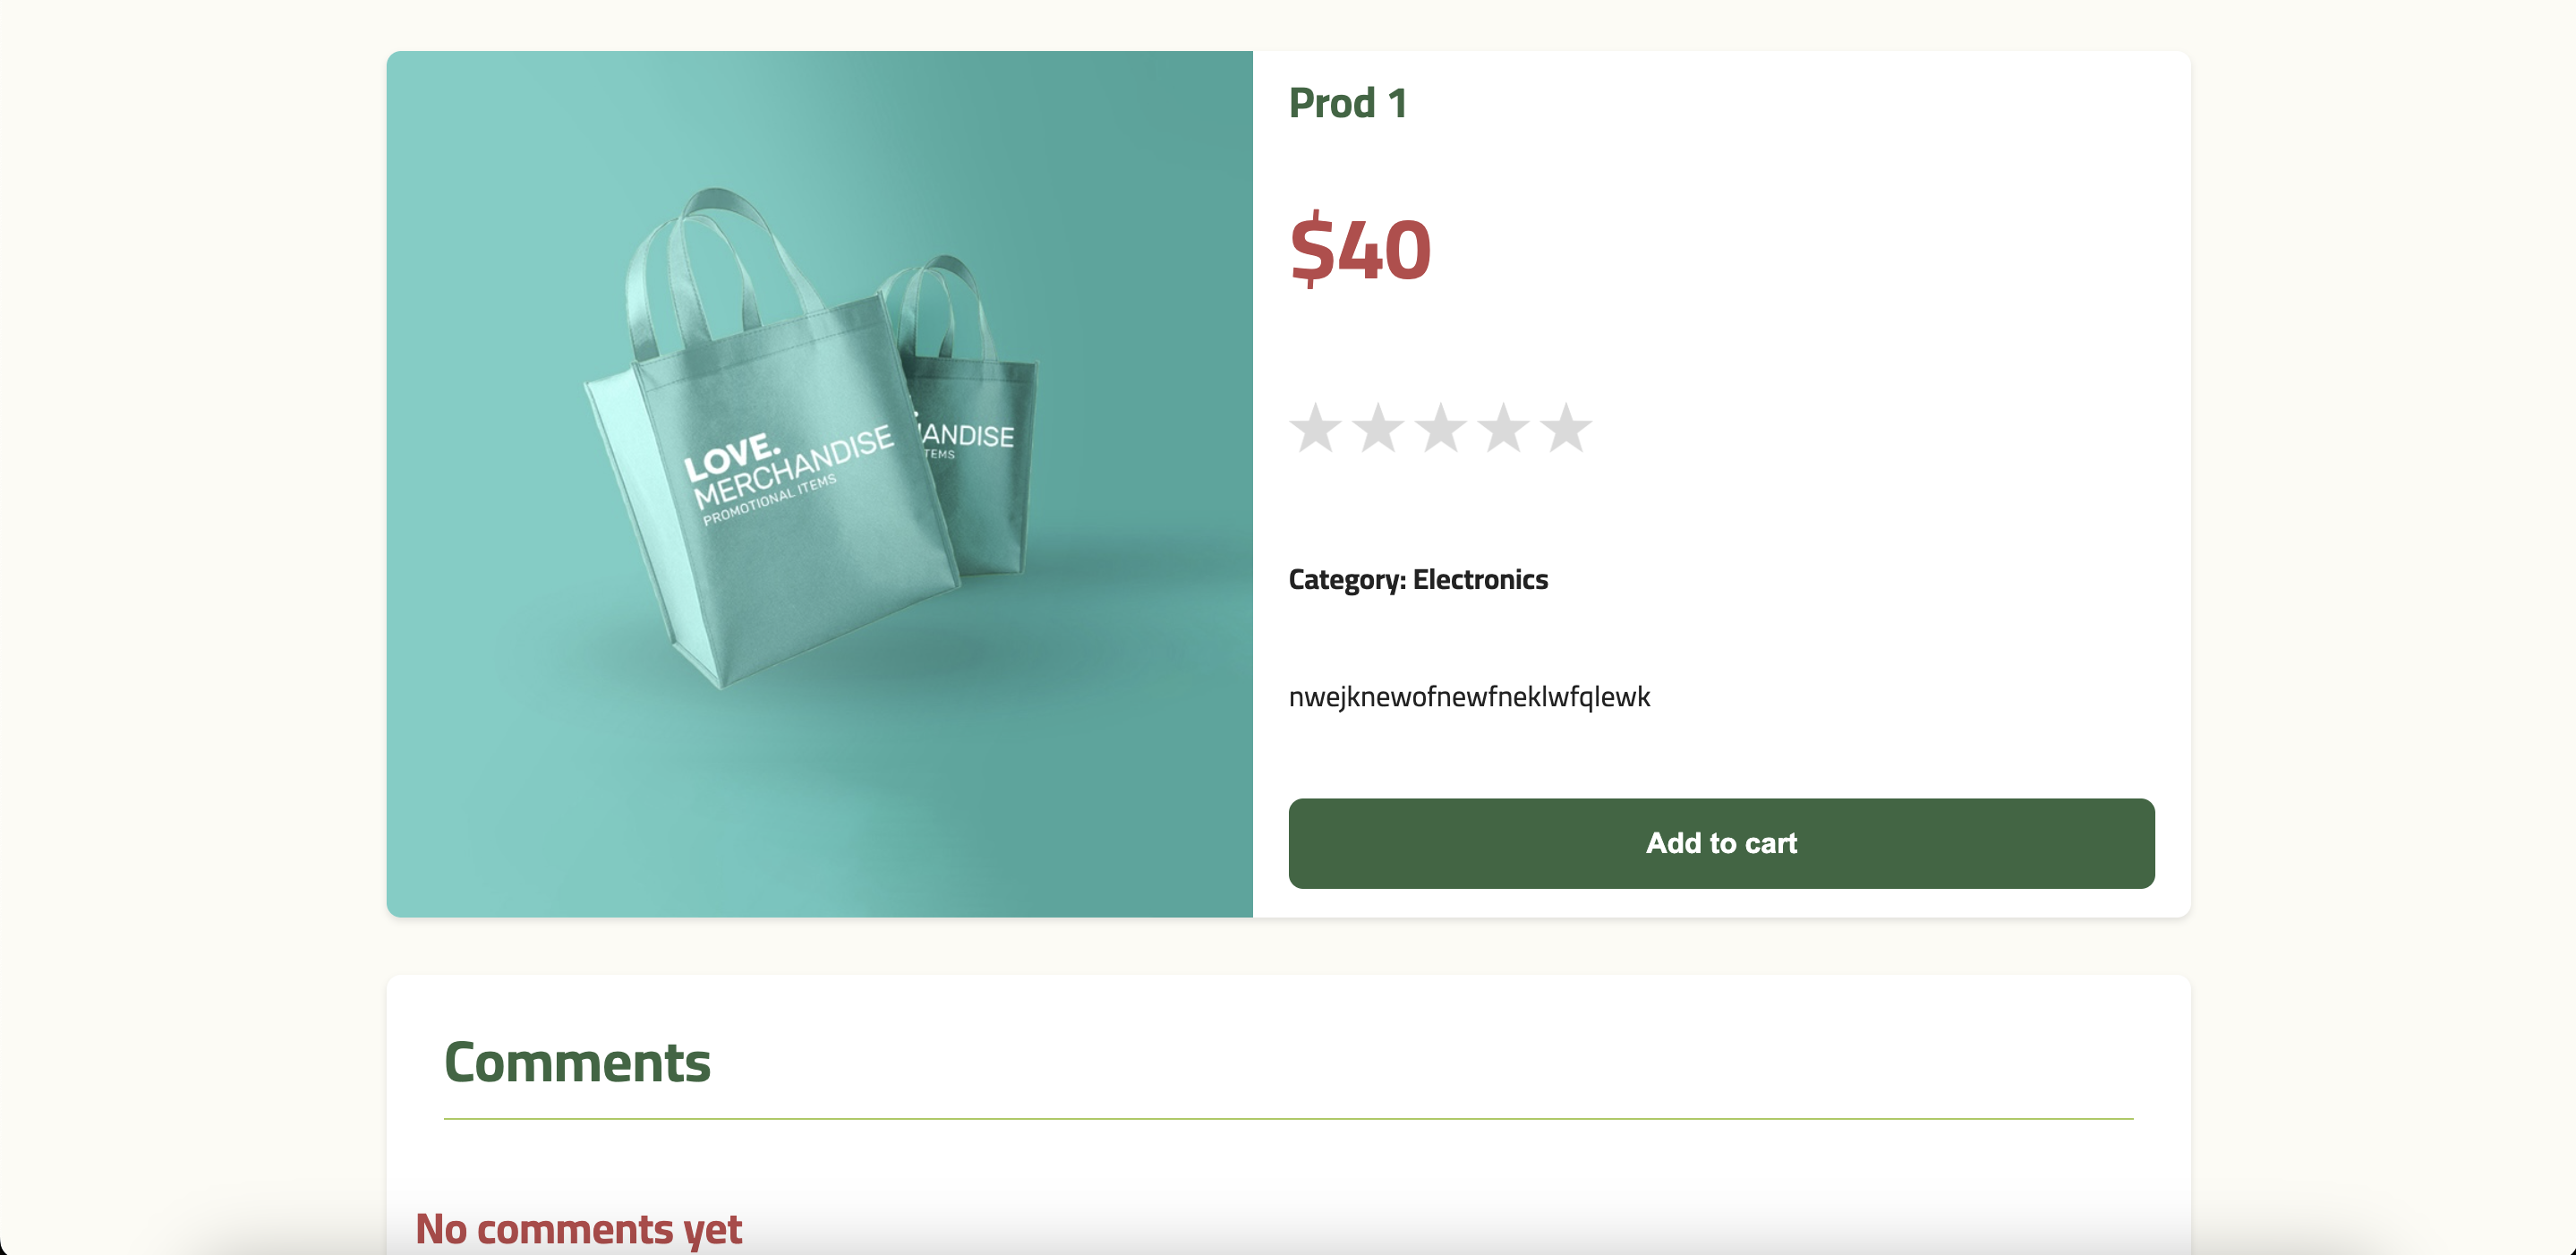 Prod 1
$40
LOVE.
MERCHANDISE
PROMOTIONAL ITEMS
ANDISE
TEMS
Category: Electronics
nwejknewofnewfneklwfqlewk
Add to cart
Comments
No comments yet